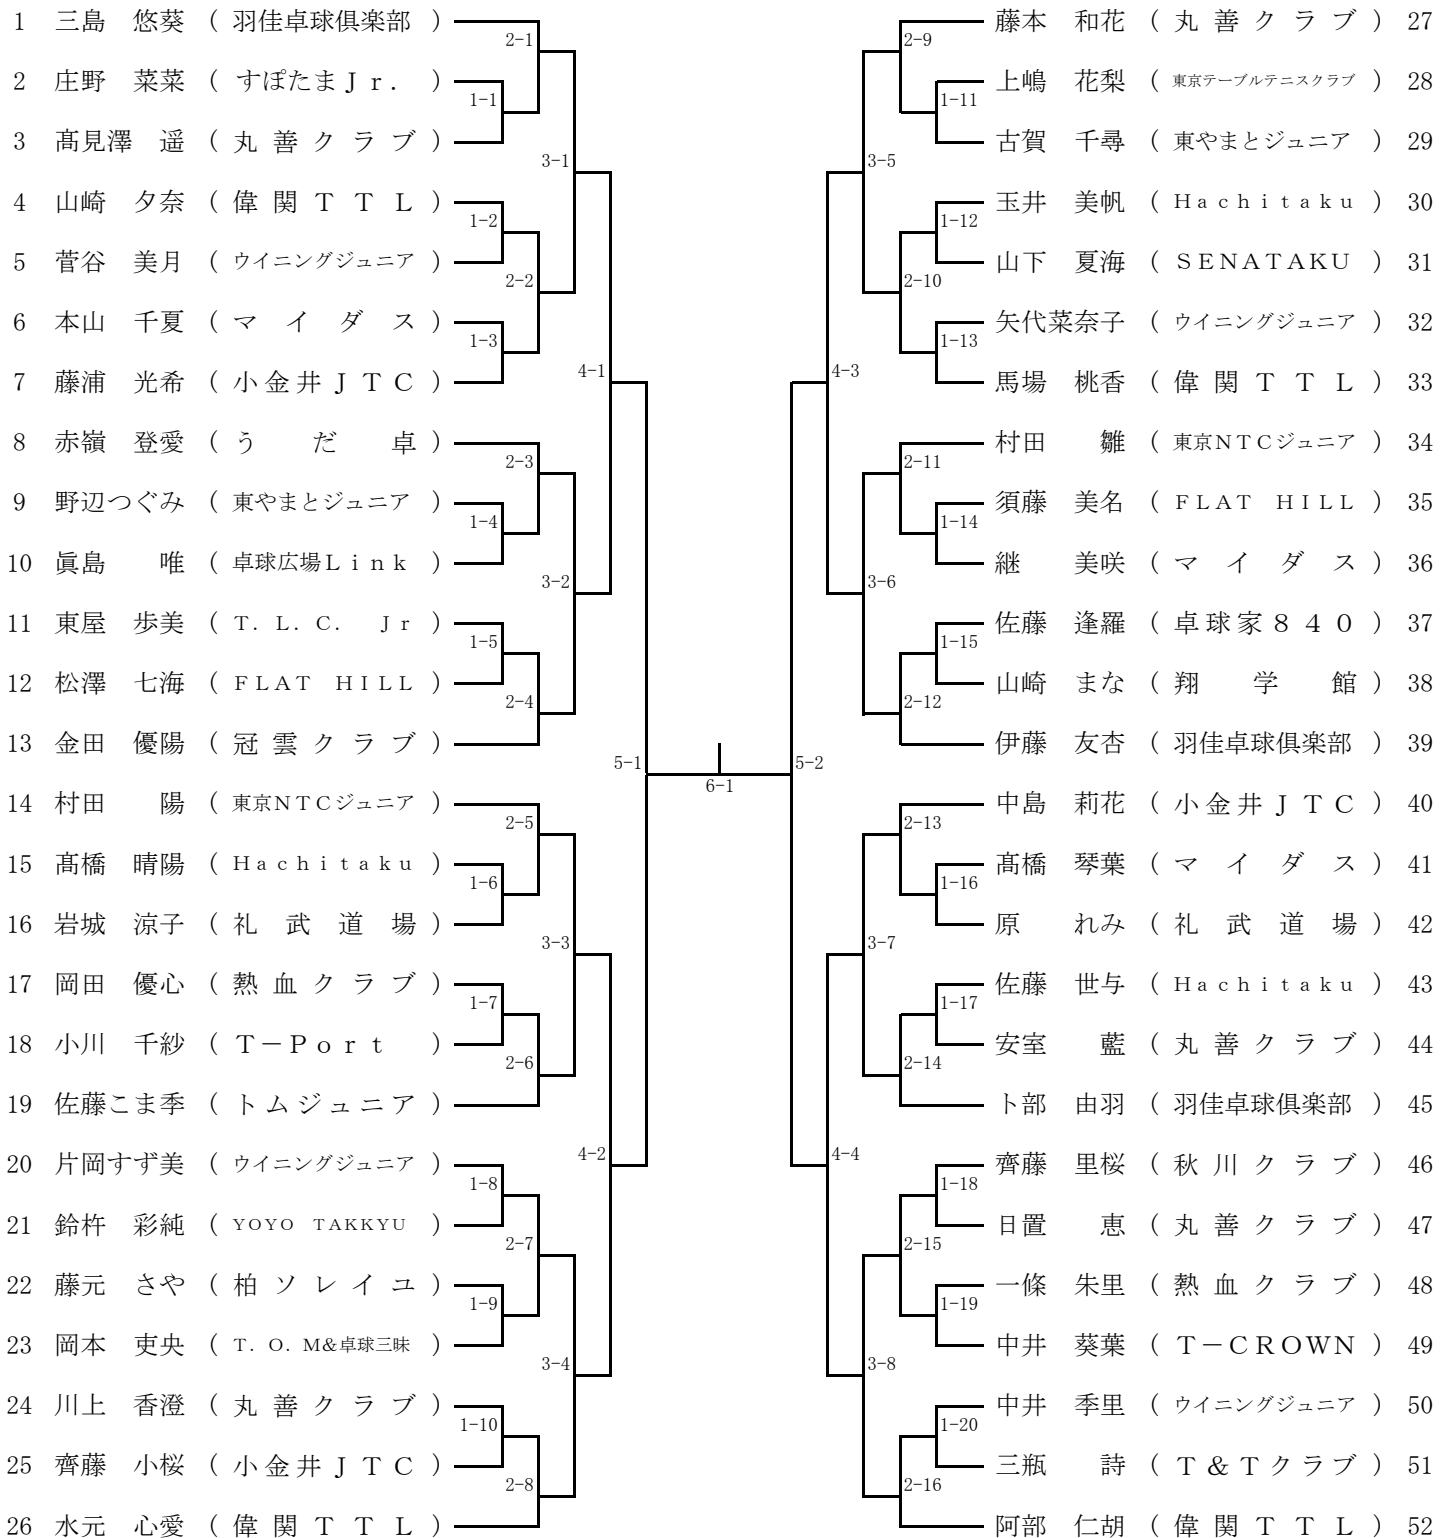 1 三島 悠葵 ( 羽佳卓球倶楽部 )
2-1
2 庄野 菜菜 ( すぽたまJr. )
1-1
3 髙見澤 遥 ( 丸善クラブ )
3-1
4 山崎 夕奈 ( 偉関TTL )
1-2
5 菅谷 美月 ( ウイニングジュニア )
2-2
6 本山 千夏 ( マイダス )
1-3
7 藤浦 光希 ( 小金井JTC )
4-1
8 赤嶺 登愛 ( うだ卓 )
2-3
9 野辺つぐみ ( 東やまとジュニア )
1-4
10 眞島 唯 ( 卓球広場Link )
3-2
11 東屋 歩美 ( T.L.C. Jr )
1-5
12 松澤 七海 ( FLAT HILL )
2-4
13 金田 優陽 ( 冠雲クラブ )
5-1
14 村田 陽 ( 東京NTCジュニア )
2-5
15 髙橋 晴陽 ( Hachitaku )
1-6
16 岩城 涼子 ( 礼武道場 )
3-3
17 岡田 優心 ( 熱血クラブ )
1-7
18 小川 千紗 ( T－Port )
2-6
19 佐藤こま季 ( トムジュニア )
4-2
20 片岡すず美 ( ウイニングジュニア )
1-8
21 鈴杵 彩純 ( YOYO TAKKYU )
2-7
22 藤元 さや ( 柏ソレイユ )
1-9
23 岡本 吏央 ( T.O.M&卓球三昧 )
3-4
24 川上 香澄 ( 丸善クラブ )
1-10
25 齊藤 小桜 ( 小金井JTC )
2-8
26 水元 心愛 ( 偉関TTL )
6-1
藤本 和花 ( 丸善クラブ ) 27
2-9
上嶋 花梨 ( 東京テーブルテニスクラブ ) 28
1-11
古賀 千尋 ( 東やまとジュニア ) 29
3-5
玉井 美帆 ( Hachitaku ) 30
1-12
山下 夏海 ( SENATAKU ) 31
2-10
矢代菜奈子 ( ウイニングジュニア ) 32
1-13
馬場 桃香 ( 偉関TTL ) 33
4-3
村田 雛 ( 東京NTCジュニア ) 34
2-11
須藤 美名 ( FLAT HILL ) 35
1-14
継 美咲 ( マイダス ) 36
3-6
佐藤 逢羅 ( 卓球家840 ) 37
1-15
山崎 まな ( 翔学館 ) 38
2-12
伊藤 友杏 ( 羽佳卓球倶楽部 ) 39
5-2
中島 莉花 ( 小金井JTC ) 40
2-13
髙橋 琴葉 ( マイダス ) 41
1-16
原 れみ ( 礼武道場 ) 42
3-7
佐藤 世与 ( Hachitaku ) 43
1-17
安室 藍 ( 丸善クラブ ) 44
2-14
卜部 由羽 ( 羽佳卓球倶楽部 ) 45
4-4
齊藤 里桜 ( 秋川クラブ ) 46
1-18
日置 恵 ( 丸善クラブ ) 47
2-15
一條 朱里 ( 熱血クラブ ) 48
1-19
中井 葵葉 ( T－CROWN ) 49
3-8
中井 季里 ( ウイニングジュニア ) 50
1-20
三瓶 詩 ( T&Tクラブ ) 51
2-16
阿部 仁胡 ( 偉関TTL ) 52